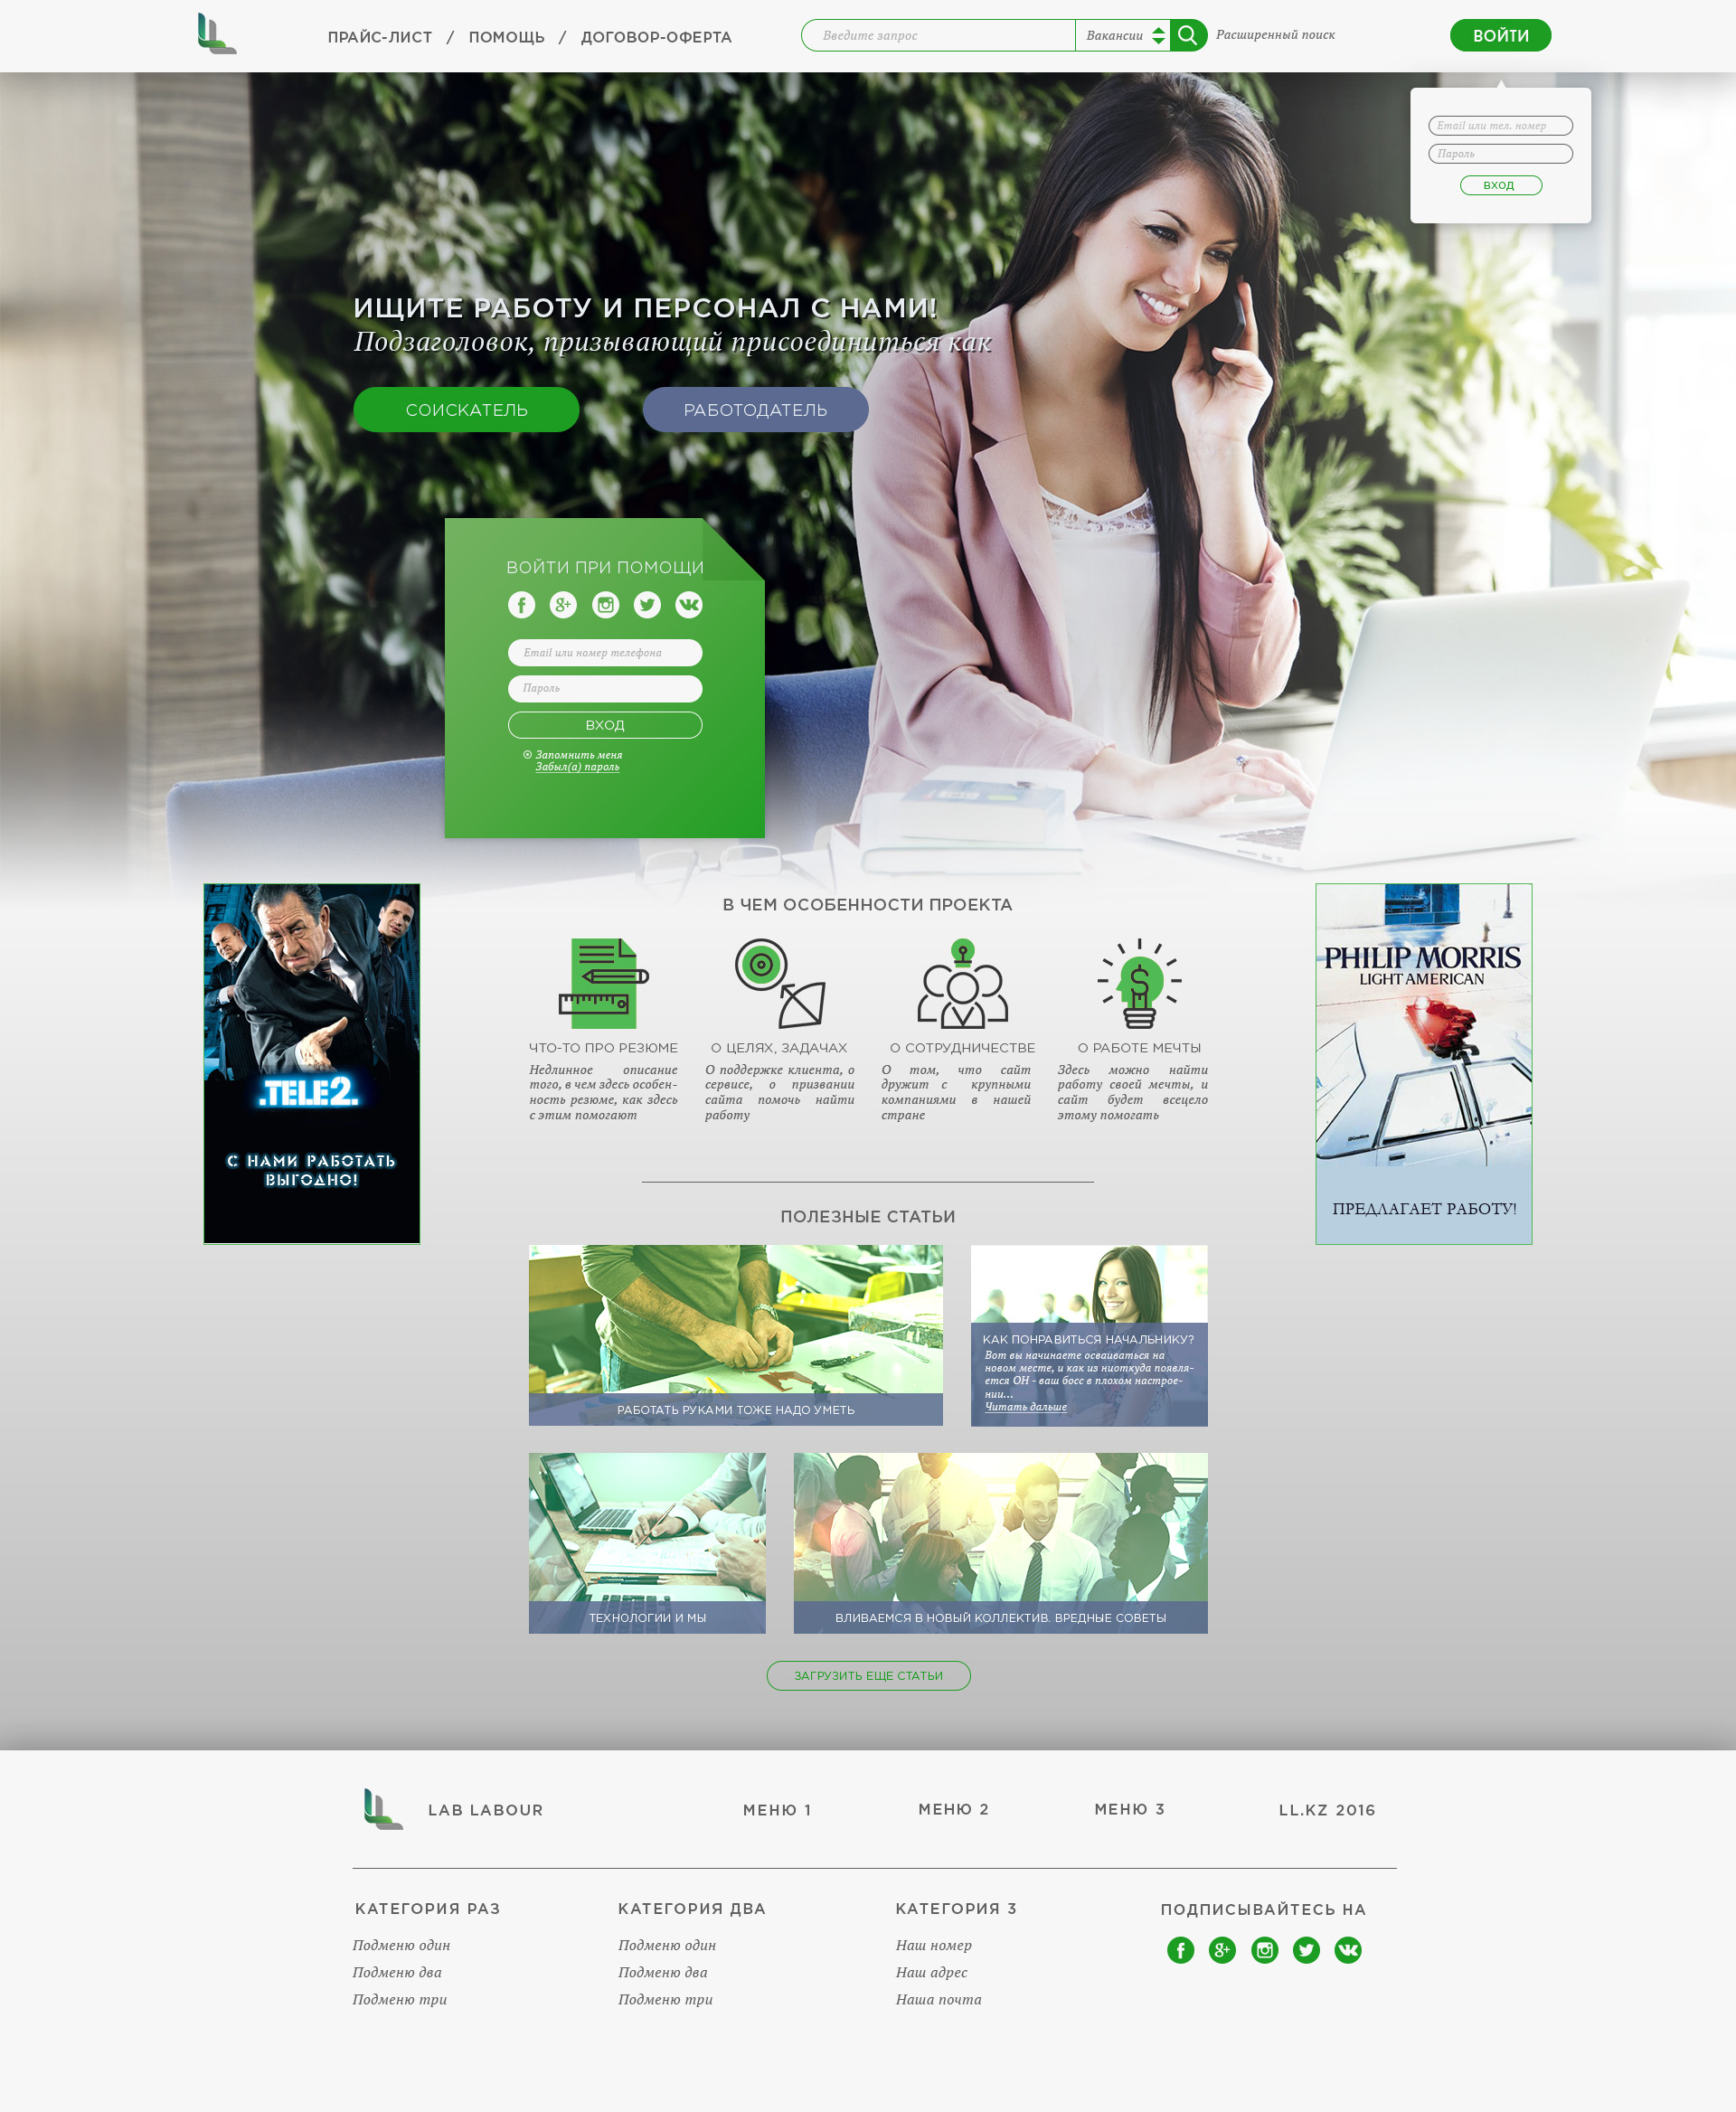 ПРАЙС-ЛИСТ / ПОМОЩЬ / ДОГОВОР-ОФЕРТА
Введите запрос
Вакансии
Расширенный поиск
ВОЙТИ
Email или тел. номер
Пароль
ВХОД
ИЩИТЕ РАБОТУ И ПЕРСОНАЛ С НАМИ!
Подзаголовок, призывающий присоединиться как
СОИСКАТЕЛЬ
РАБОТОДАТЕЛЬ
ВОЙТИ ПРИ ПОМОЩИ
Email или номер телефона
Пароль
ВХОД
Запомнить меня
Забыл(а) пароль
TELE2.
С НАМИ РАБОТАТЬ
ВЫГОДНО!
В ЧЕМ ОСОБЕННОСТИ ПРОЕКТА
ЧТО-ТО ПРО РЕЗЮМЕ
Недлинное описание
того, в чем здесь особен-
ность резюме, как здесь
с этим помогают
О ЦЕЛЯХ, ЗАДАЧАХ
О поддержке клиента, о
сервисе, о призвании
сайта помочь найти
работу
О СОТРУДНИЧЕСТВЕ
О том, что сайт
дружит с крупными
компаниями в нашей
стране
О РАБОТЕ МЕЧТЫ
Здесь можно найти
работу своей мечты, и
сайт будет всецело
этому помогать
PHILIP MORRIS
LIGHT AMERICAN
ПРЕДЛАГАЕТ РАБОТУ!
ПОЛЕЗНЫЕ СТАТЬИ
РАБОТАТЬ РУКАМИ ТОЖЕ НАДО УМЕТЬ
КАК ПОНРАВИТЬСЯ НАЧАЛЬНИКУ?
Вот вы начинаете осваиваться на
новом месте, и как из ниоткуда появля-
ется ОН - ваш босс в плохом настрое-
нии...
Читать дальше
ТЕХНОЛОГИИ И МЫ
ВЛИВАЕМСЯ В НОВЫЙ КОЛЛЕКТИВ. ВРЕДНЫЕ СОВЕТЫ
ЗАГРУЗИТЬ ЕЩЕ СТАТЬИ
LAB LABOUR
МЕНЮ 1
МЕНЮ 2
МЕНЮ 3
LL.KZ 2016
КАТЕГОРИЯ РАЗ
Подменю один
Подменю два
Подменю три
КАТЕГОРИЯ ДВА
Подменю один
Подменю два
Подменю три
КАТЕГОРИЯ 3
Наш номер
Наш адрес
Наша почта
ПОДПИСЫВАЙТЕСЬ НА